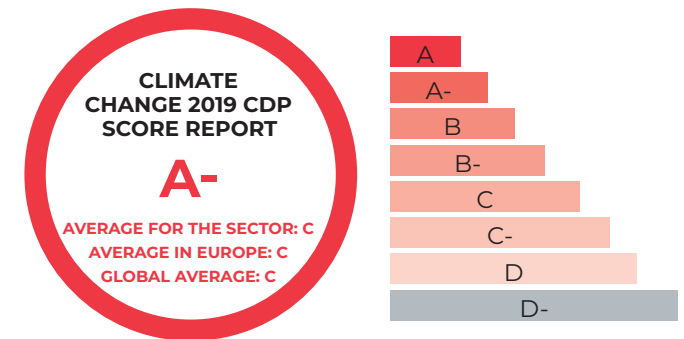 CLIMATE
CHANGE 2019 CDP
SCORE REPORT
A-
AVERAGE FOR THE SECTOR: C
AVERAGE IN EUROPE: C
GLOBAL AVERAGE: C
A
A-
B
B-
C
C-
D
D-